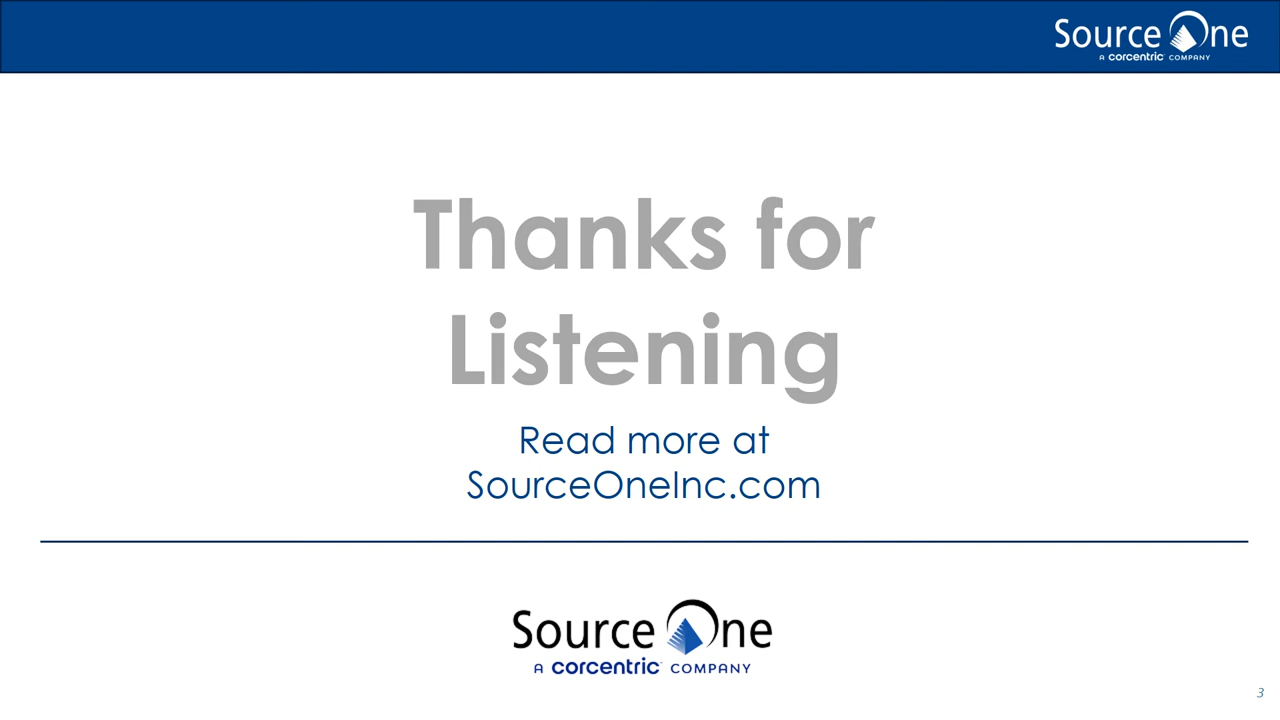 Source One
A corcentric COMPANY
Thanks for
Listening
Read more at
SourceOneInc.com
Source One
A corcentric COMPANY
3